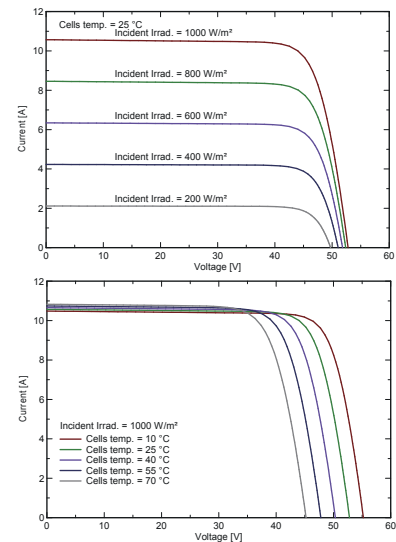 12
Cells temp. = 25 °C
Incident Irrad. = 1000 W/m²
10
Incident Irrad. = 800 W/m²
8
Incident Irrad. = 600 W/m²
6
Incident Irrad. = 400 W/m²
4
Incident Irrad. = 200 W/m²
2
0
Current [A]
0 10 20 30 40 50 60
Voltage [V]
12
10
8
6
4
2
0
Current [A]
Incident Irrad. = 1000 W/m²
Cells temp. = 10 °C
Cells temp. = 25 °C
Cells temp. = 40 °C
Cells temp. = 55 °C
Cells temp. = 70 °C
0 10 20 30 40 50 60
Voltage [V]